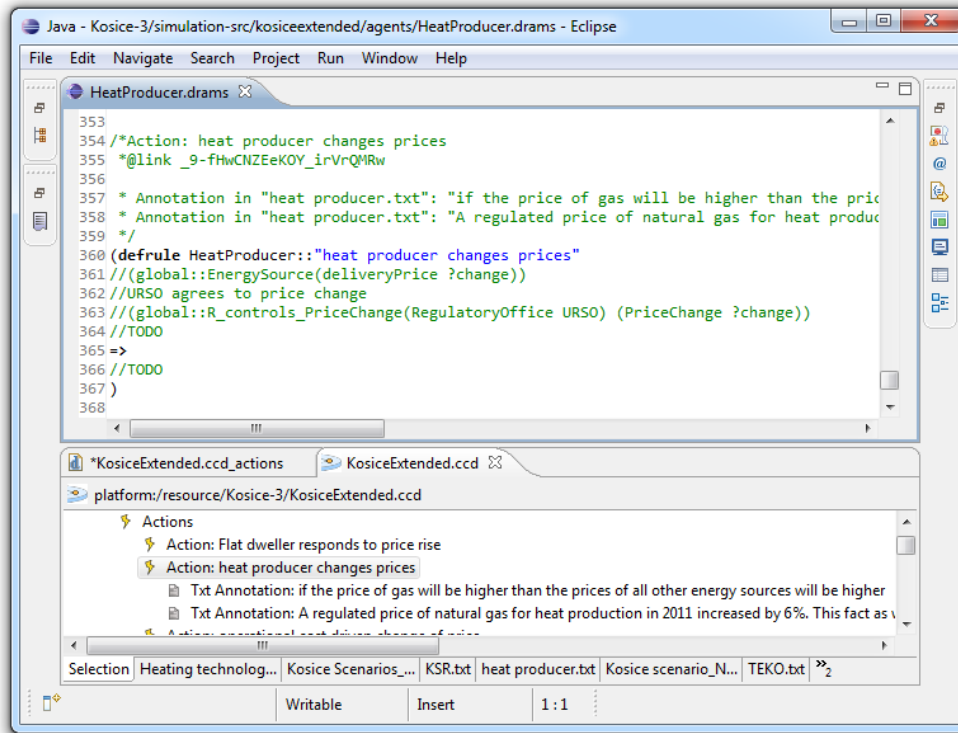 Java - Kosice-3/simulation-src/kosiceextended/agents/HeatProducer.drams - Eclipse
File Edit Navigate Search Project Run Window Help
HeatProducer.drams
353
354 /*Action: heat producer changes prices
355 *@link _9-fHwCNZEeKOY_irVrQMRw
356
357 * Annotation in "heat producer.txt": "if the price of gas will be higher than the pric
358 * Annotation in "heat producer.txt": "A regulated price of natural gas for heat produc
359 */
360 (defrule HeatProducer::"heat producer changes prices"
361 //(global::EnergySource(deliveryPrice ?change))
362 //URSO agrees to price change
363 //(global::R_controls_PriceChange(RegulatoryOffice URSO) (PriceChange ?change))
364 //TODO
365 =>
366 //TODO
367 )
368
*KosiceExtended.ccd_actions KosiceExtended.ccd
platform:/resource/Kosice-3/KosiceExtended.ccd
Actions
Action: Flat dweller responds to price rise
Action: heat producer changes prices
Txt Annotation: if the price of gas will be higher than the prices of all other energy sources will be higher
Txt Annotation: A regulated price of natural gas for heat production in 2011 increased by 6%. This fact as
Action: operational cost driven change of price
Selection Heating technolog... Kosice Scenarios_... KSR.txt heat producer.txt Kosice scenario_N... TEKO.txt »2
Writable Insert 1 : 1